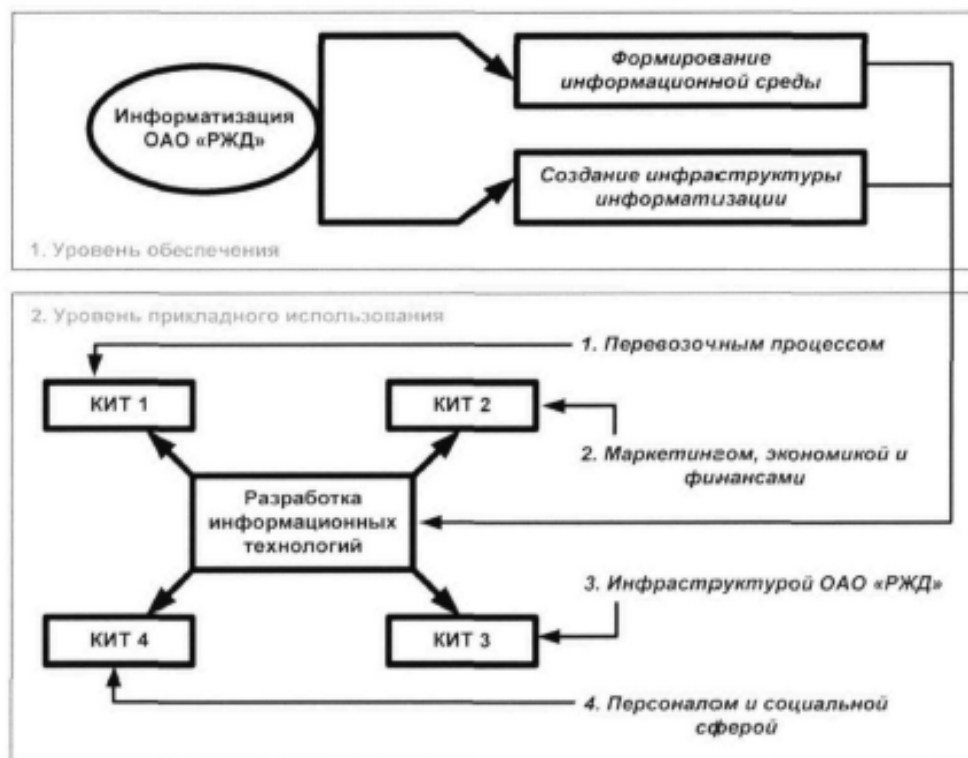 Информатизация
ОАО «РЖД»
Формирование
информационной среды
Создание инфраструктуры
информатизации
1. Уровень обеспечения
2. Уровень прикладного использования
1. Перевозочным процессом
КИТ 1
КИТ 2
2. Маркетингом, экономикой и
финансами
Разработка
информационных
технологий
3. Инфраструктурой ОАО «РЖД»
КИТ 4
КИТ 3
4. Персоналом и социальной
сферой